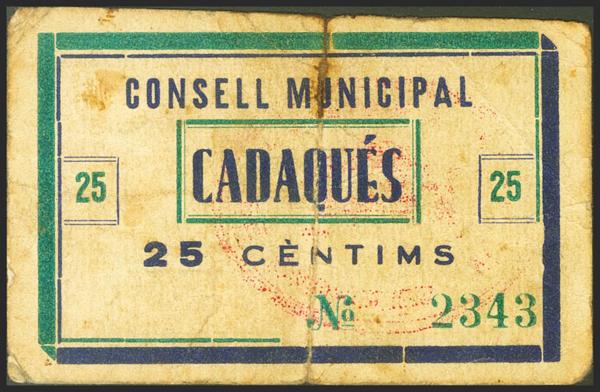 CONSELL MUNICIPAL
CADAQUÉS
25
25
25 CÈNTIMS
Nº 2343